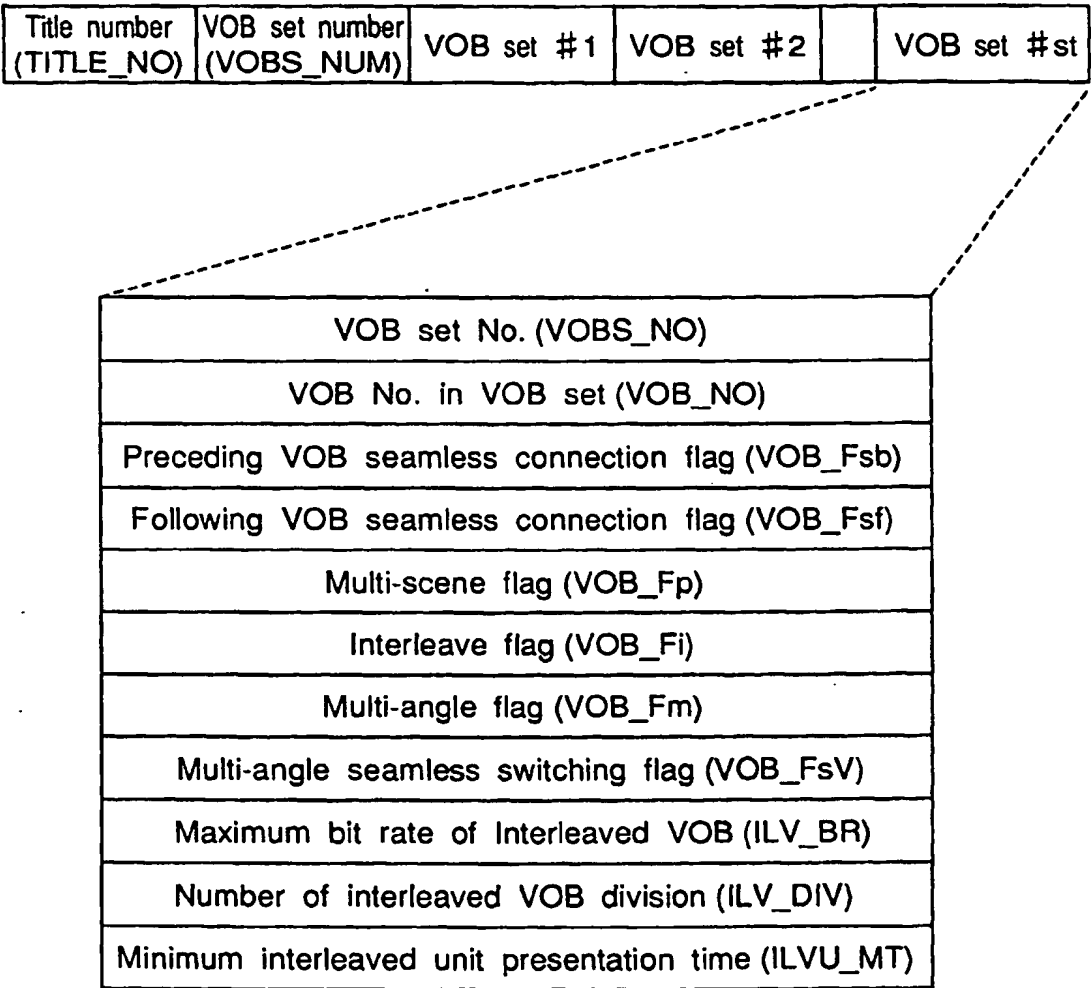 Title number
(TITLE_NO)
VOB set number
(VOBS_NUM)
VOB set #1
VOB set #2
VOB set #st
VOB set No. (VOBS_NO)
VOB No. in VOB set (VOB_NO)
Preceding VOB seamless connection flag (VOB_Fsb)
Following VOB seamless connection flag (VOB_Fsf)
Multi-scene flag (VOB_Fp)
Interleave flag (VOB_Fi)
Multi-angle flag (VOB_Fm)
Multi-angle seamless switching flag (VOB_FsV)
Maximum bit rate of Interleaved VOB (ILV_BR)
Number of interleaved VOB division (ILV_DIV)
Minimum interleaved unit presentation time (ILVU_MT)